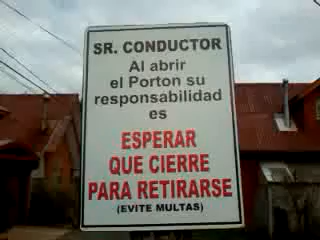 SR. CONDUCTOR
Al abrir
el Porton su
responsabilidad
es
ESPERAR
QUE CIERRE
PARA RETIRARSE
(EVITE MULTAS)